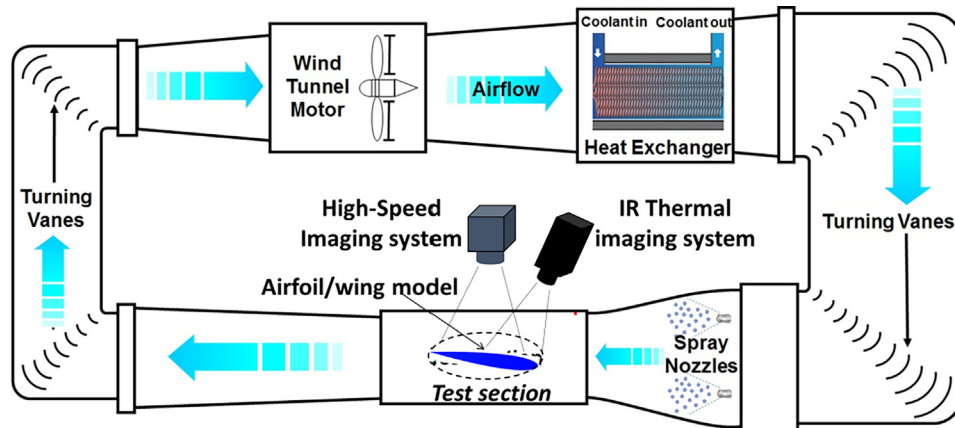 Coolant in
Coolant out
Wind
Tunnel
Motor
Airflow
Heat Exchanger
Turning
Vanes
High-Speed
Imaging system
IR Thermal
imaging system
Turning Vanes
Airfoil/wing model
Spray
Nozzles
Test section